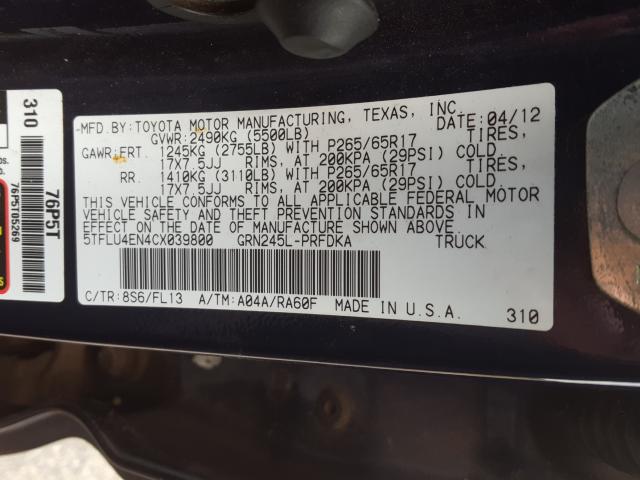 MFD.BY:TOYOTA MOTOR MANUFACTURING, TEXAS, INC.
GVWR:2490KG (5500LB) DATE:04/12
GAWR:FRT. 1245KG (2755LB) WITH P265/65R17 TIRES,
17X7.5JJ RIMS, AT 200KPA (29PSI) COLD.
RR. 1410KG (3110LB) WITH P265/65R17 TIRES,
17X7.5JJ RIMS, AT 200KPA (29PSI) COLD.
THIS VEHICLE CONFORMS TO ALL APPLICABLE FEDERAL MOTOR
VEHICLE SAFETY AND THEFT PREVENTION STANDARDS IN
EFFECT ON THE DATE OF MANUFACTURE SHOWN ABOVE.
5TFLU4EN4CX039800 GRN245L-PRFDKA TRUCK
C/TR:8S6/FL13 A/TM:A04A/RA60F MADE IN U.S.A.
310
310
76P5T
76P5T05269